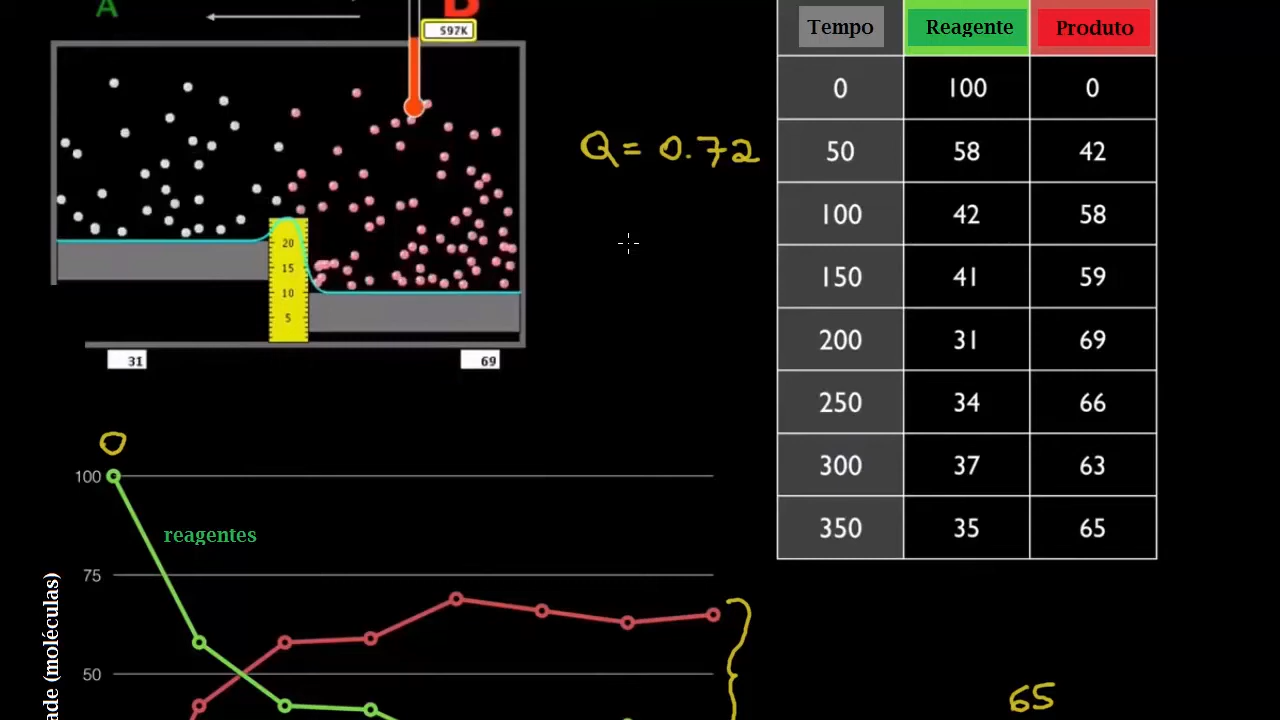 A
B
597K
Q = 0.72
20
15
10
5
31
69
Tempo Reagente Produto
0 100 0
50 58 42
100 42 58
150 41 59
200 31 69
250 34 66
300 37 63
350 35 65
0
100
reagentes
75
50
ade (moléculas)
65